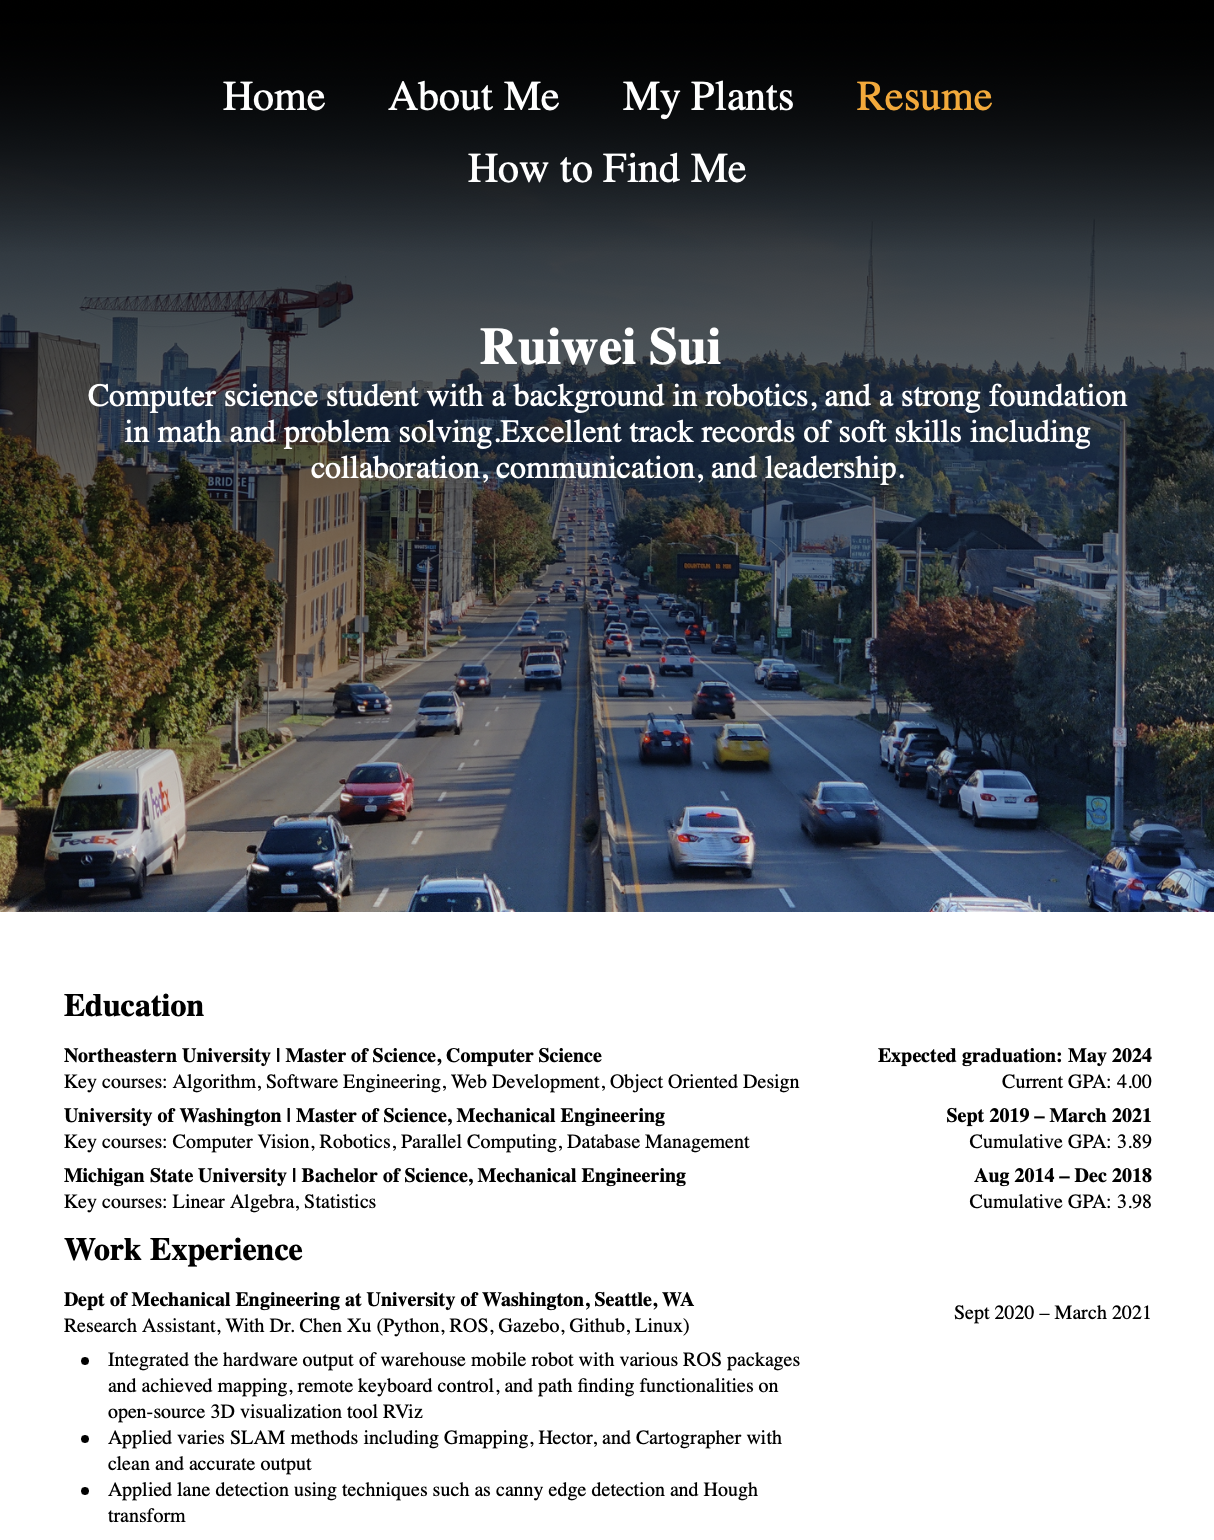 Home About Me My Plants Resume
How to Find Me
Ruiwei Sui
Computer science student with a background in robotics, and a strong foundation
in math and problem solving.Excellent track records of soft skills including
collaboration, communication, and leadership.
BRIDGE
FedEx
FedEx
Education
Northeastern University | Master of Science, Computer Science Expected graduation: May 2024
Key courses: Algorithm, Software Engineering, Web Development, Object Oriented Design Current GPA: 4.00
University of Washington | Master of Science, Mechanical Engineering Sept 2019 – March 2021
Key courses: Computer Vision, Robotics, Parallel Computing, Database Management Cumulative GPA: 3.89
Michigan State University | Bachelor of Science, Mechanical Engineering Aug 2014 – Dec 2018
Key courses: Linear Algebra, Statistics Cumulative GPA: 3.98
Work Experience
Dept of Mechanical Engineering at University of Washington, Seattle, WA
Research Assistant, With Dr. Chen Xu (Python, ROS, Gazebo, Github, Linux) Sept 2020 – March 2021
● Integrated the hardware output of warehouse mobile robot with various ROS packages
and achieved mapping, remote keyboard control, and path finding functionalities on
open-source 3D visualization tool RViz
● Applied varies SLAM methods including Gmapping, Hector, and Cartographer with
clean and accurate output
● Applied lane detection using techniques such as canny edge detection and Hough
transform